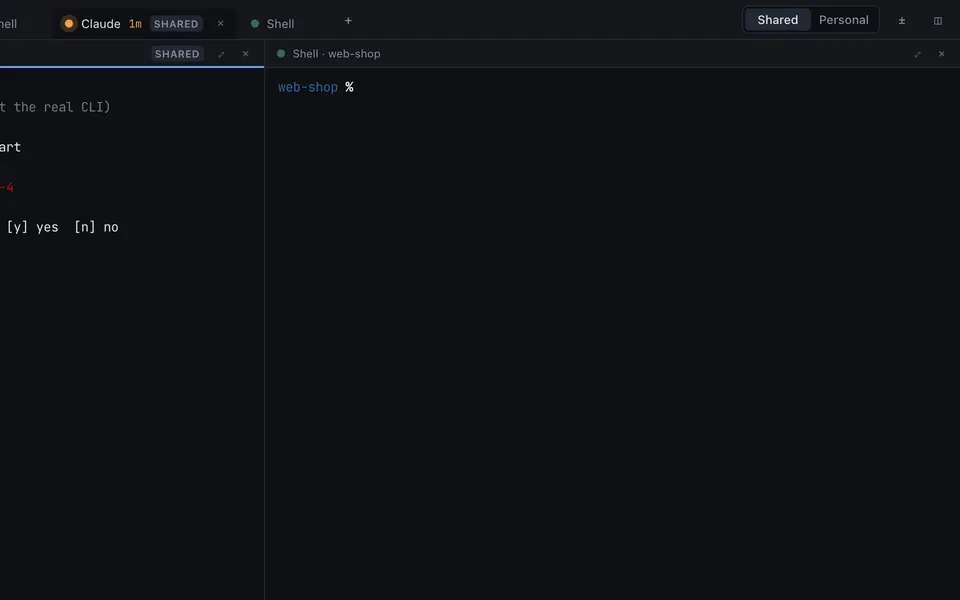 hell
Claude 1m SHARED ×
Shell
+
Shared Personal
±
SHARED ×
Shell · web-shop ×
t the real CLI)
art
-4
[y] yes [n] no
web-shop %